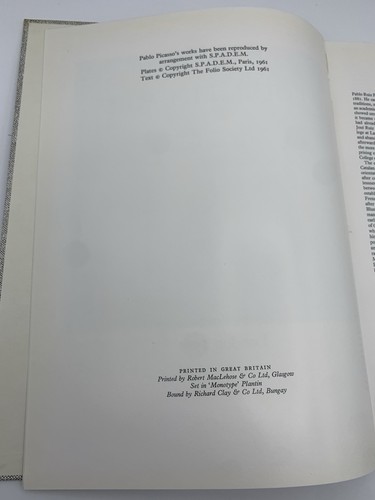 Pablo Picasso's works have been reproduced by
arrangement with S.P.A.D.E.M.
Plates © Copyright S.P.A.D.E.M., Paris, 1961
Text © Copyright The Folio Society Ltd 1961
PRINTED IN GREAT BRITAIN
Printed by Robert MacLehose & Co Ltd, Glasgow
Set in 'Monotype' Plantin
Bound by Richard Clay & Co Ltd, Bungay